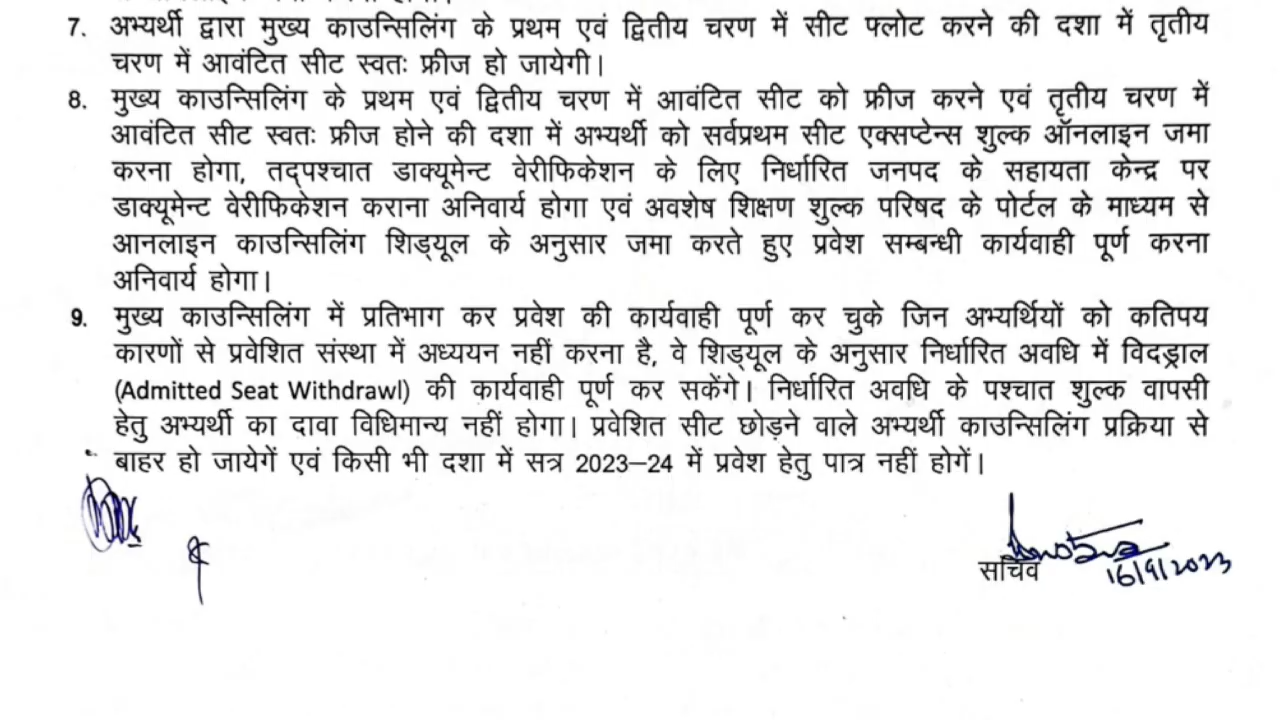 7. अभ्यर्थी द्वारा मुख्य काउन्सिलिंग के प्रथम एवं द्वितीय चरण में सीट फ्लोट करने की दशा में तृतीय
चरण में आवंटित सीट स्वतः फ्रीज हो जायेगी।
8. मुख्य काउन्सिलिंग के प्रथम एवं द्वितीय चरण में आवंटित सीट को फ्रीज करने एवं तृतीय चरण में
आवंटित सीट स्वतः फ्रीज होने की दशा में अभ्यर्थी को सर्वप्रथम सीट एक्सप्टेन्स शुल्क ऑनलाइन जमा
करना होगा, तद्पश्चात डाक्यूमेन्ट वेरीफिकेशन के लिए निर्धारित जनपद के सहायता केन्द्र पर
डाक्यूमेन्ट वेरीफिकेशन कराना अनिवार्य होगा एवं अवशेष शिक्षण शुल्क परिषद के पोर्टल के माध्यम से
आनलाइन काउन्सिलिंग शिड्यूल के अनुसार जमा करते हुए प्रवेश सम्बन्धी कार्यवाही पूर्ण करना
अनिवार्य होगा।
9. मुख्य काउन्सिलिंग में प्रतिभाग कर प्रवेश की कार्यवाही पूर्ण कर चुके जिन अभ्यर्थियों को कतिपय
कारणों से प्रवेशित संस्था में अध्ययन नहीं करना है, वे शिड्यूल के अनुसार निर्धारित अवधि में विदड्राल
(Admitted Seat Withdrawl) की कार्यवाही पूर्ण कर सकेंगे। निर्धारित अवधि के पश्चात शुल्क वापसी
हेतु अभ्यर्थी का दावा विधिमान्य नहीं होगा। प्रवेशित सीट छोड़ने वाले अभ्यर्थी काउन्सिलिंग प्रक्रिया से
बाहर हो जायेगें एवं किसी भी दशा में सत्र 2023–24 में प्रवेश हेतु पात्र नहीं होगें।
सचिव
16/9/2023